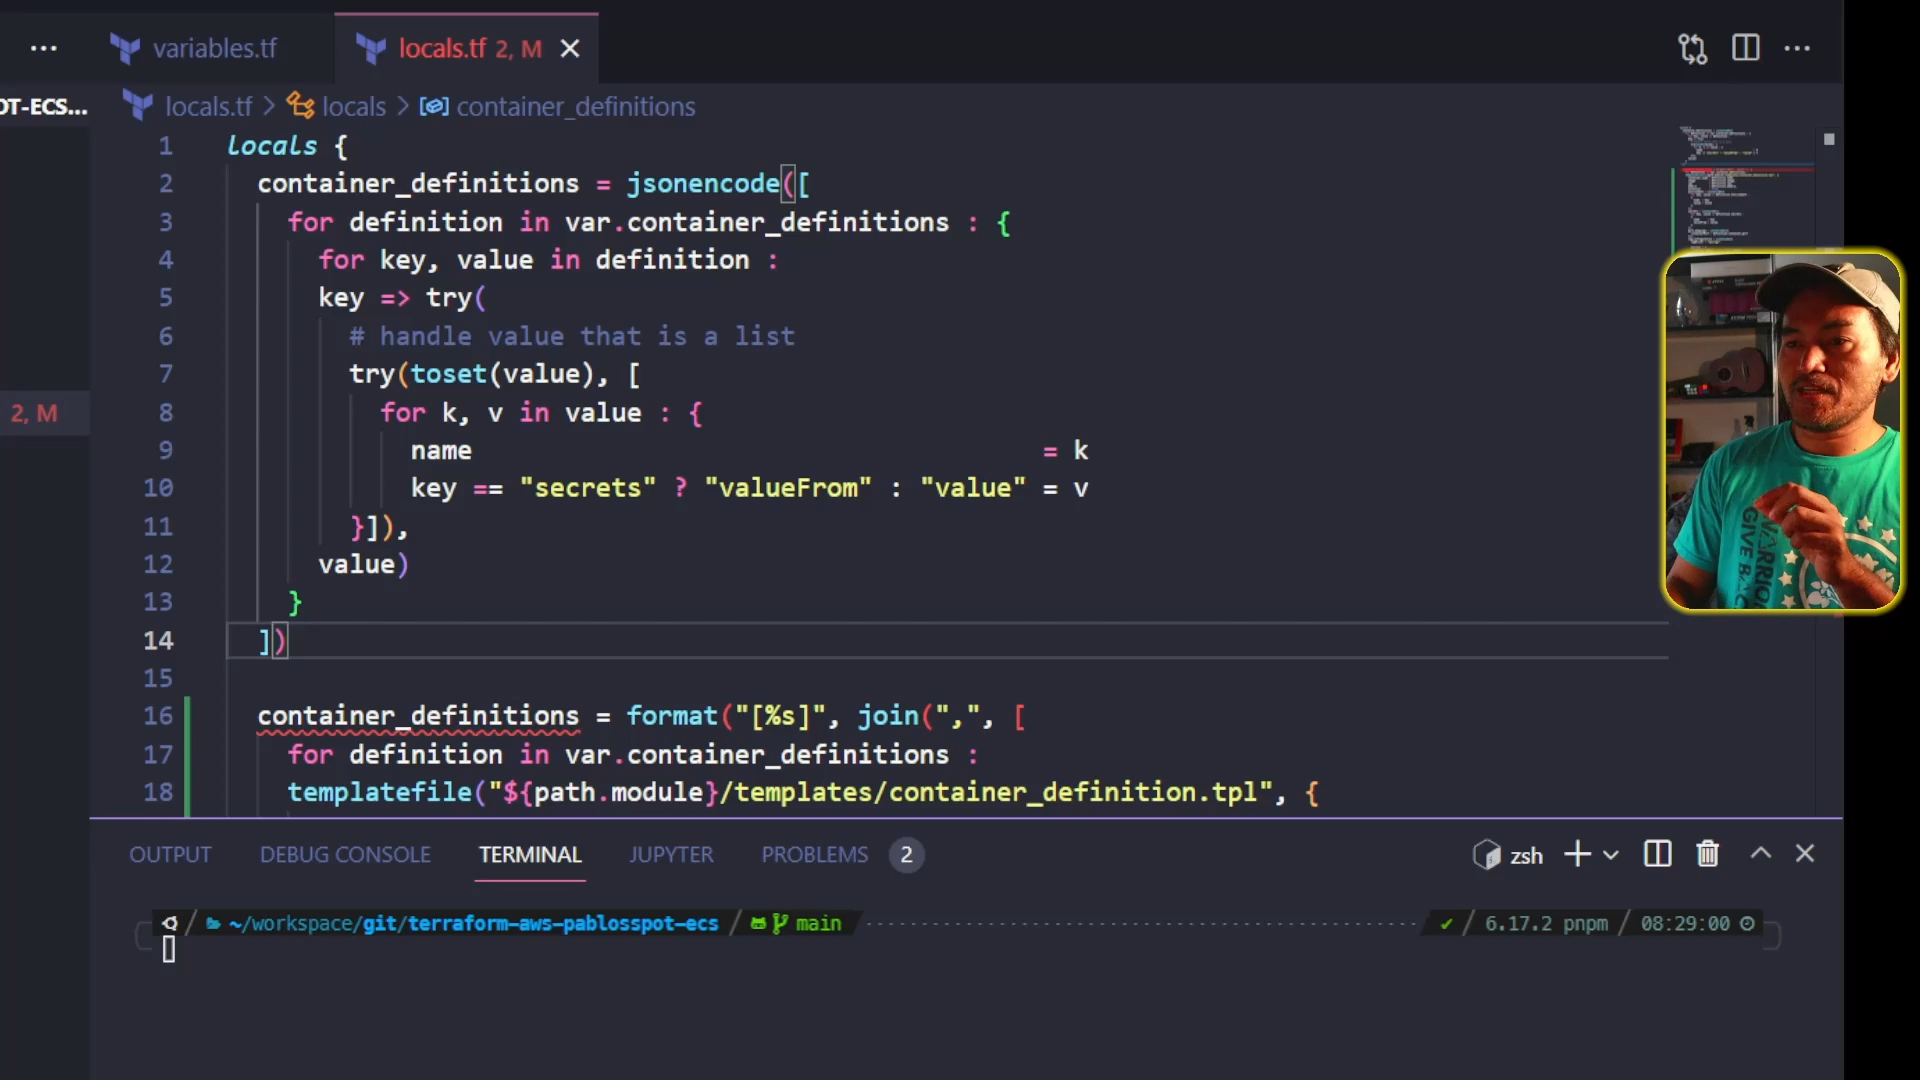 variables.tf
locals.tf 2, M
OT-ECS...
locals.tf > locals > container_definitions
1 locals {
2 container_definitions = jsonencode([
3 for definition in var.container_definitions : {
4 for key, value in definition :
5 key => try(
6 # handle value that is a list
7 try(toset(value), [
8 for k, v in value : {
9 name = k
10 key == "secrets" ? "valueFrom" : "value" = v
11 }]),
12 value)
13 }
14 ])
15
16 container_definitions = format("[%s]", join(",", [
17 for definition in var.container_definitions :
18 templatefile("${path.module}/templates/container_definition.tpl", {
2, M
OUTPUT DEBUG CONSOLE TERMINAL JUPYTER PROBLEMS 2
zsh
~/workspace/git/terraform-aws-pablosspot-ecs / main
✓ / 6.17.2 pnpm / 08:29:00
GIVE BAC